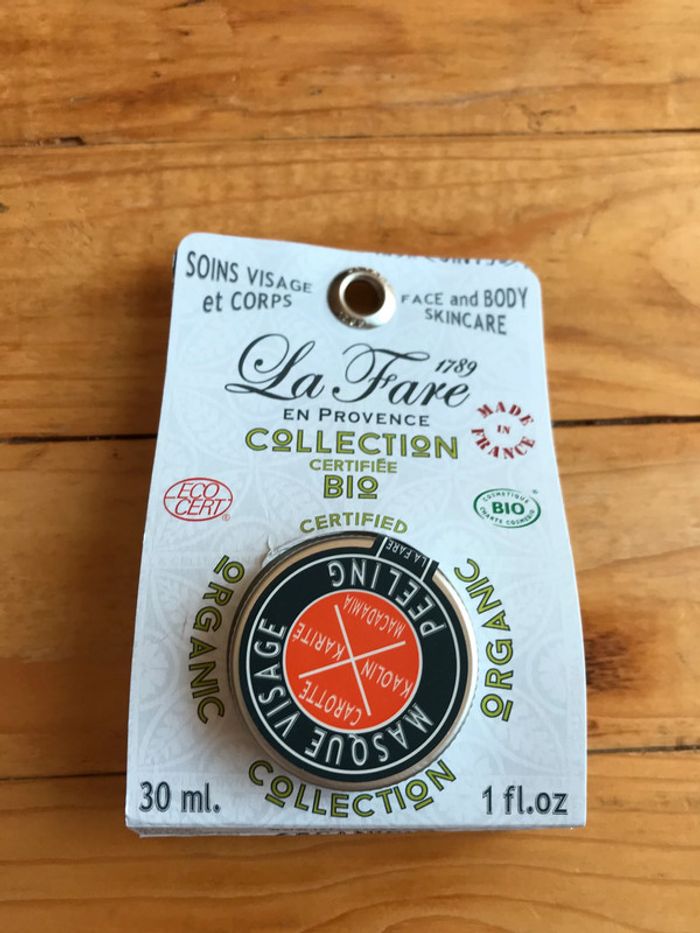 SOINS VISAGE
et CORPS
FACE and BODY
SKINCARE
La Fare
1789
EN PROVENCE
COLLECTION
CERTIFIÉE
BIO
MADE
IN
FRANCE
ECO
CERT
®
COSMETIQUE
BIO
CERTIFIED
ORGANIC
ORGANIC
COLLECTION
LA FARE
MASQUE VISAGE
PEELING
CAROTTE
KAOLIN
KARITÉ
MACADAMIA
30 ml.
1 fl.oz